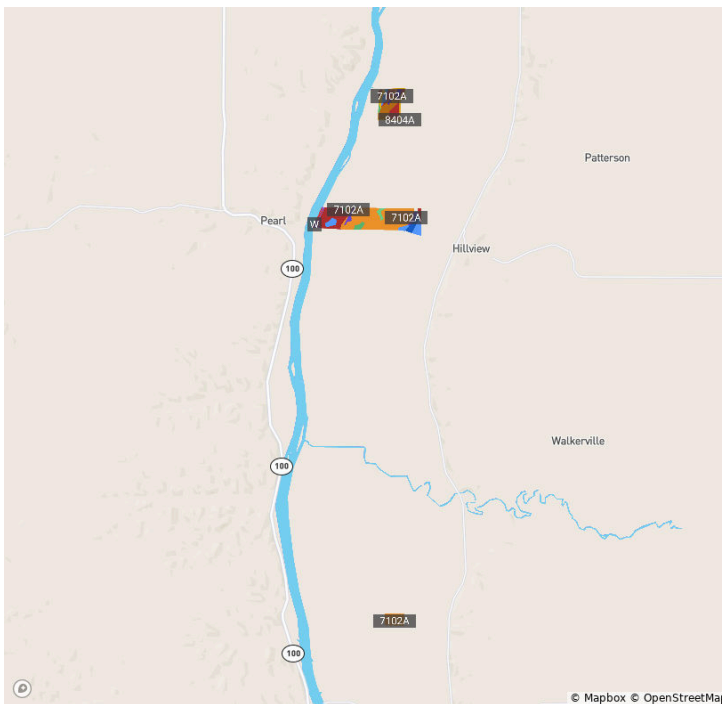 7102A
8404A
Patterson
7102A
Pearl
W
7102A
Hillview
100
Walkerville
100
7102A
100
© Mapbox © OpenStreetMap